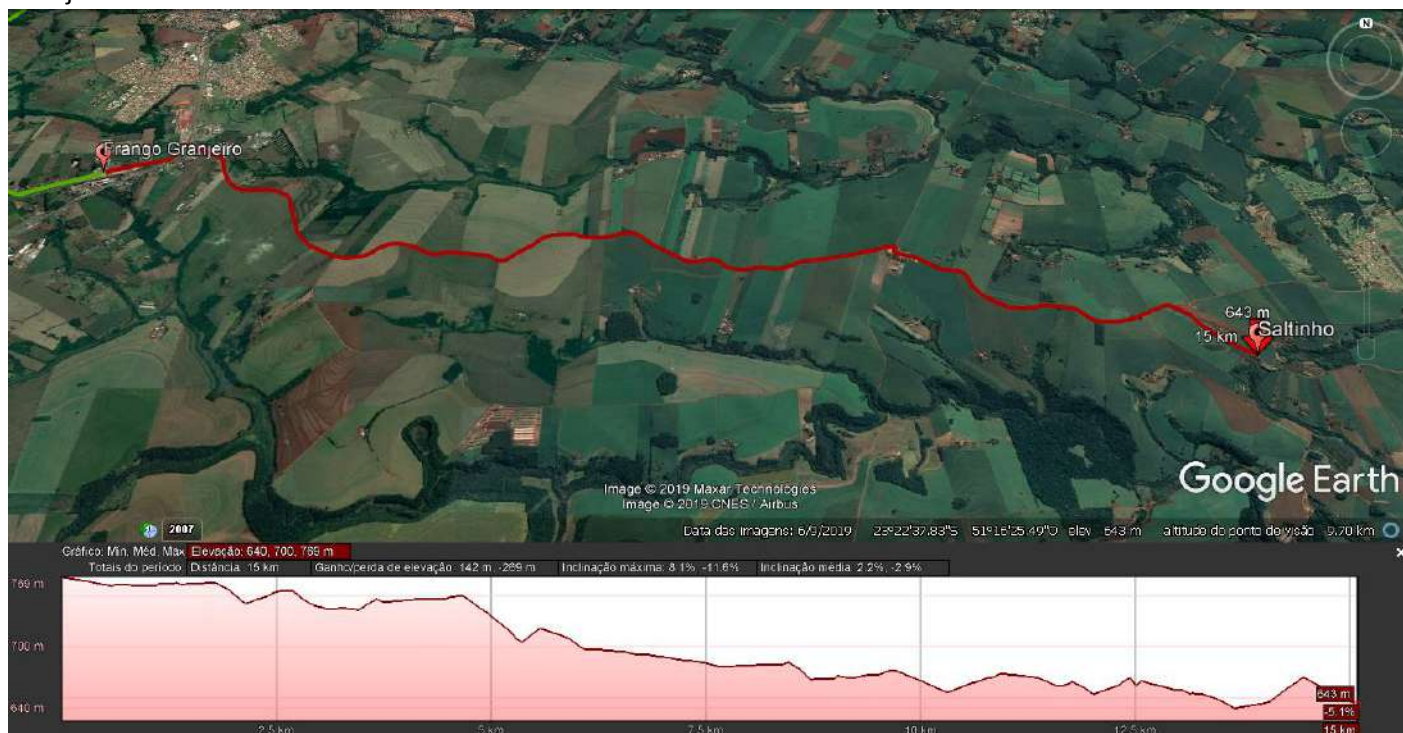 N
Frango Granjeiro
643 m
15 km
Saltinho
Google Earth
Image © 2019 Maxar Technologies
Image © 2019 CNES / Airbus
2007
Data das imagens: 6/9/2019 23°22'37.83"S 51°16'25.49"O elev 643 m altitude do ponto de visão 9.70 km
Gráfico: Min, Méd, Max Elevação: 640, 700, 769 m
Totais do período Distância: 15 km Ganho/perda de elevação: 142 m, -269 m Inclinação máxima: 8.1%, -11.6% Inclinação média: 2.2%, -2.9%
769 m
700 m
640 m
643 m
-5.1%
2.5 km 5 km 7.5 km 10 km 12.5 km 15 km